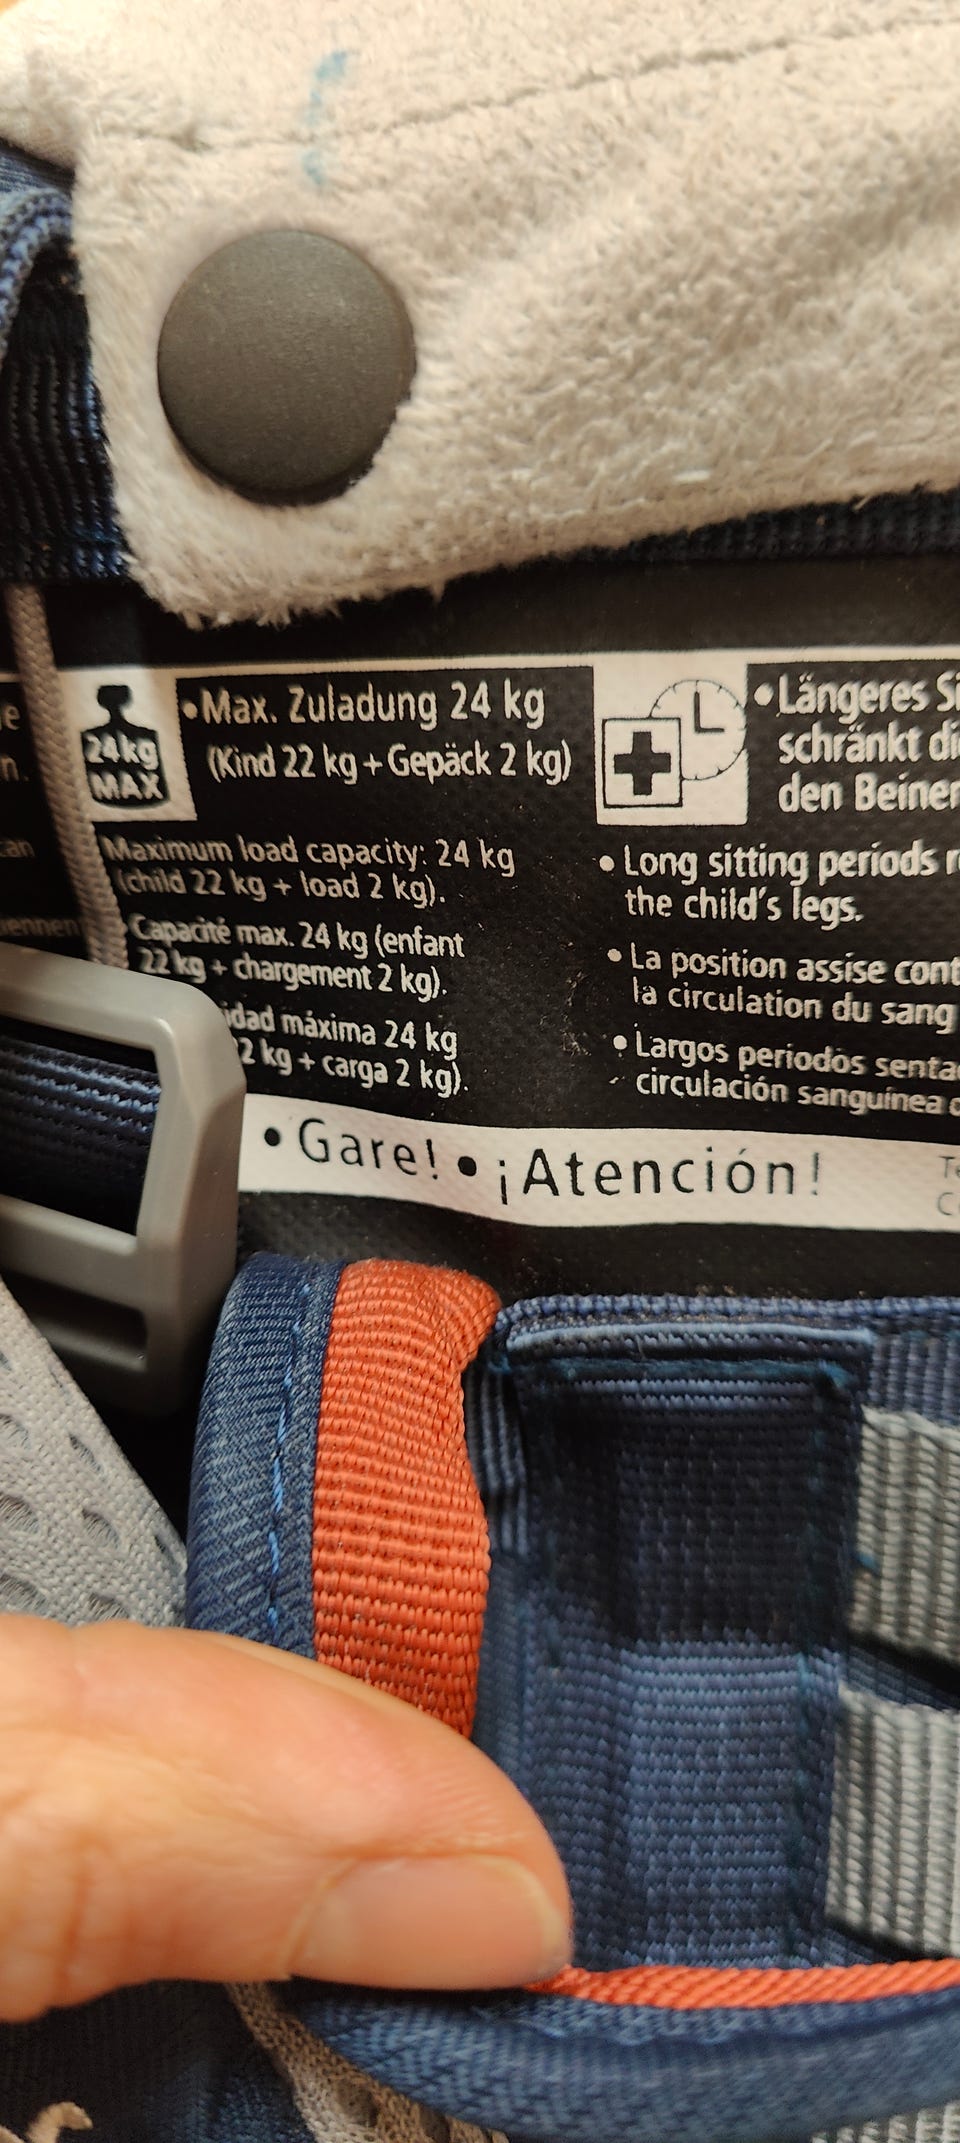 24kg
MAX
• Max. Zuladung 24 kg
(Kind 22 kg + Gepäck 2 kg)
Maximum load capacity: 24 kg
(child 22 kg + load 2 kg).
Capacité max. 24 kg (enfant
22 kg + chargement 2 kg).
máxima 24 kg
kg + carga 2 kg).
• Längeres
schränkt
den
• Long sitting periods
the child's legs.
• La position assise
la circulation du sang
• Largos periodos
circulación sanguínea
• Gare! • ¡Atención!